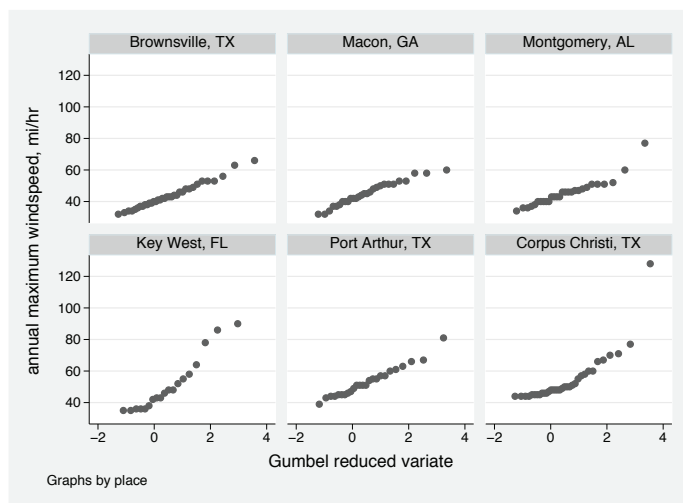 Brownsville, TX
Macon, GA
Montgomery, AL
120
100
80
60
40
Key West, FL
Port Arthur, TX
Corpus Christi, TX
120
100
80
60
40
−2 0 2 4
−2 0 2 4
−2 0 2 4
annual maximum windspeed, mi/hr
Gumbel reduced variate
Graphs by place